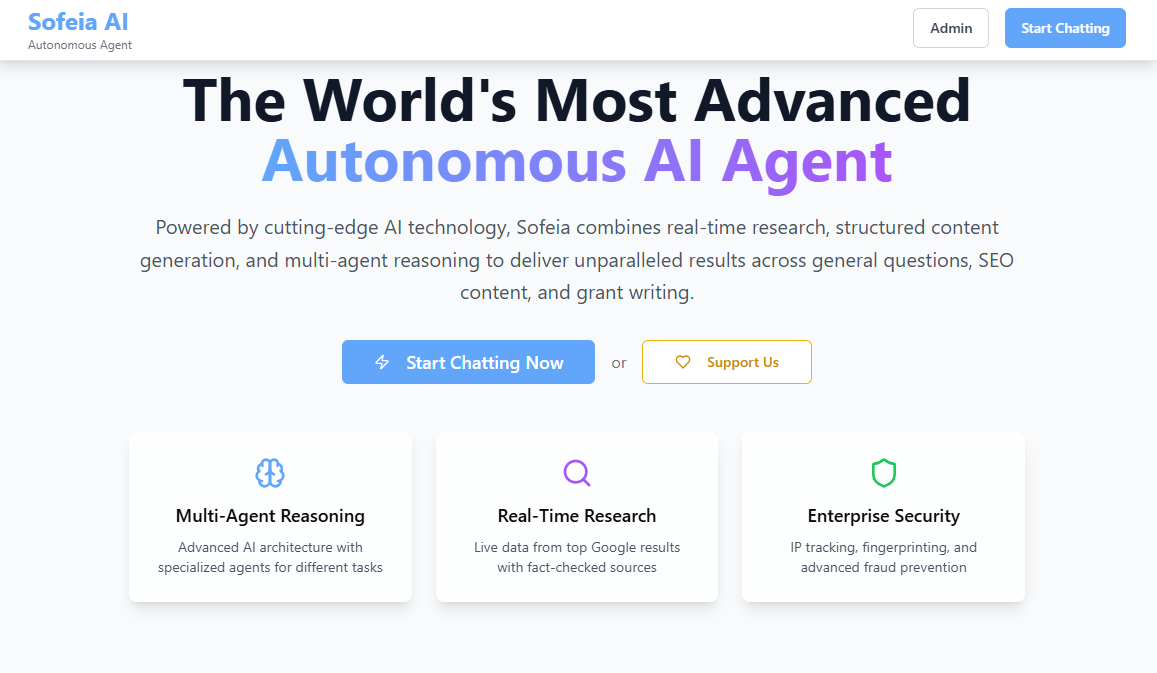 Sofeia AI
Autonomous Agent
Admin
Start Chatting
The World's Most Advanced
Autonomous AI Agent
Powered by cutting-edge AI technology, Sofeia combines real-time research, structured content
generation, and multi-agent reasoning to deliver unparalleled results across general questions, SEO
content, and grant writing.
Start Chatting Now
or
Support Us
Multi-Agent Reasoning
Advanced AI architecture with
specialized agents for different tasks
Real-Time Research
Live data from top Google results
with fact-checked sources
Enterprise Security
IP tracking, fingerprinting, and
advanced fraud prevention